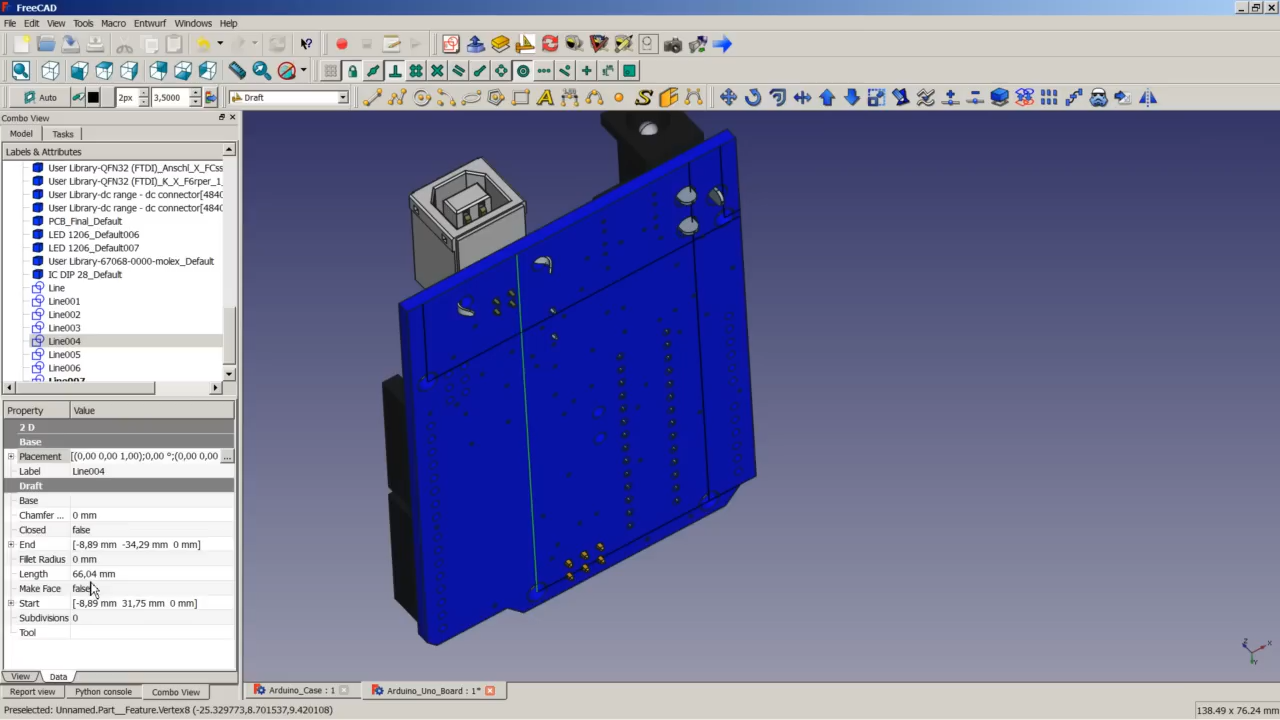 FreeCAD
File Edit View Tools Macro Entwurf Windows Help
Auto 2px 3,5000 Draft
Combo View
Model Tasks
Labels & Attributes
User Library-QFN32 (FTDI)_Anschl_X_FCss
User Library-QFN32 (FTDI)_K_X_F6rper_1_
User Library-dc range - dc connector[4840
User Library-dc range - dc connector[4840
PCB_Final_Default
LED 1206_Default006
LED 1206_Default007
User Library-67068-0000-molex_Default
IC DIP 28_Default
Line
Line001
Line002
Line003
Line004
Line005
Line006
Line007
Property Value
2 D
Base
Placement [(0,00 0,00 1,00);0,00 °;(0,00 0,00 ...
Label Line004
Draft
Base
Chamfer ... 0 mm
Closed false
End [-8,89 mm -34,29 mm 0 mm]
Fillet Radius 0 mm
Length 66,04 mm
Make Face false
Start [-8,89 mm 31,75 mm 0 mm]
Subdivisions 0
Tool
View Data
Report view Python console Combo View
Arduino_Case : 1 Arduino_Uno_Board : 1*
Preselected: Unnamed.Part__Feature.Vertex8 (-25.329773,8.701537,9.420108)
138.49 x 76.24 mm